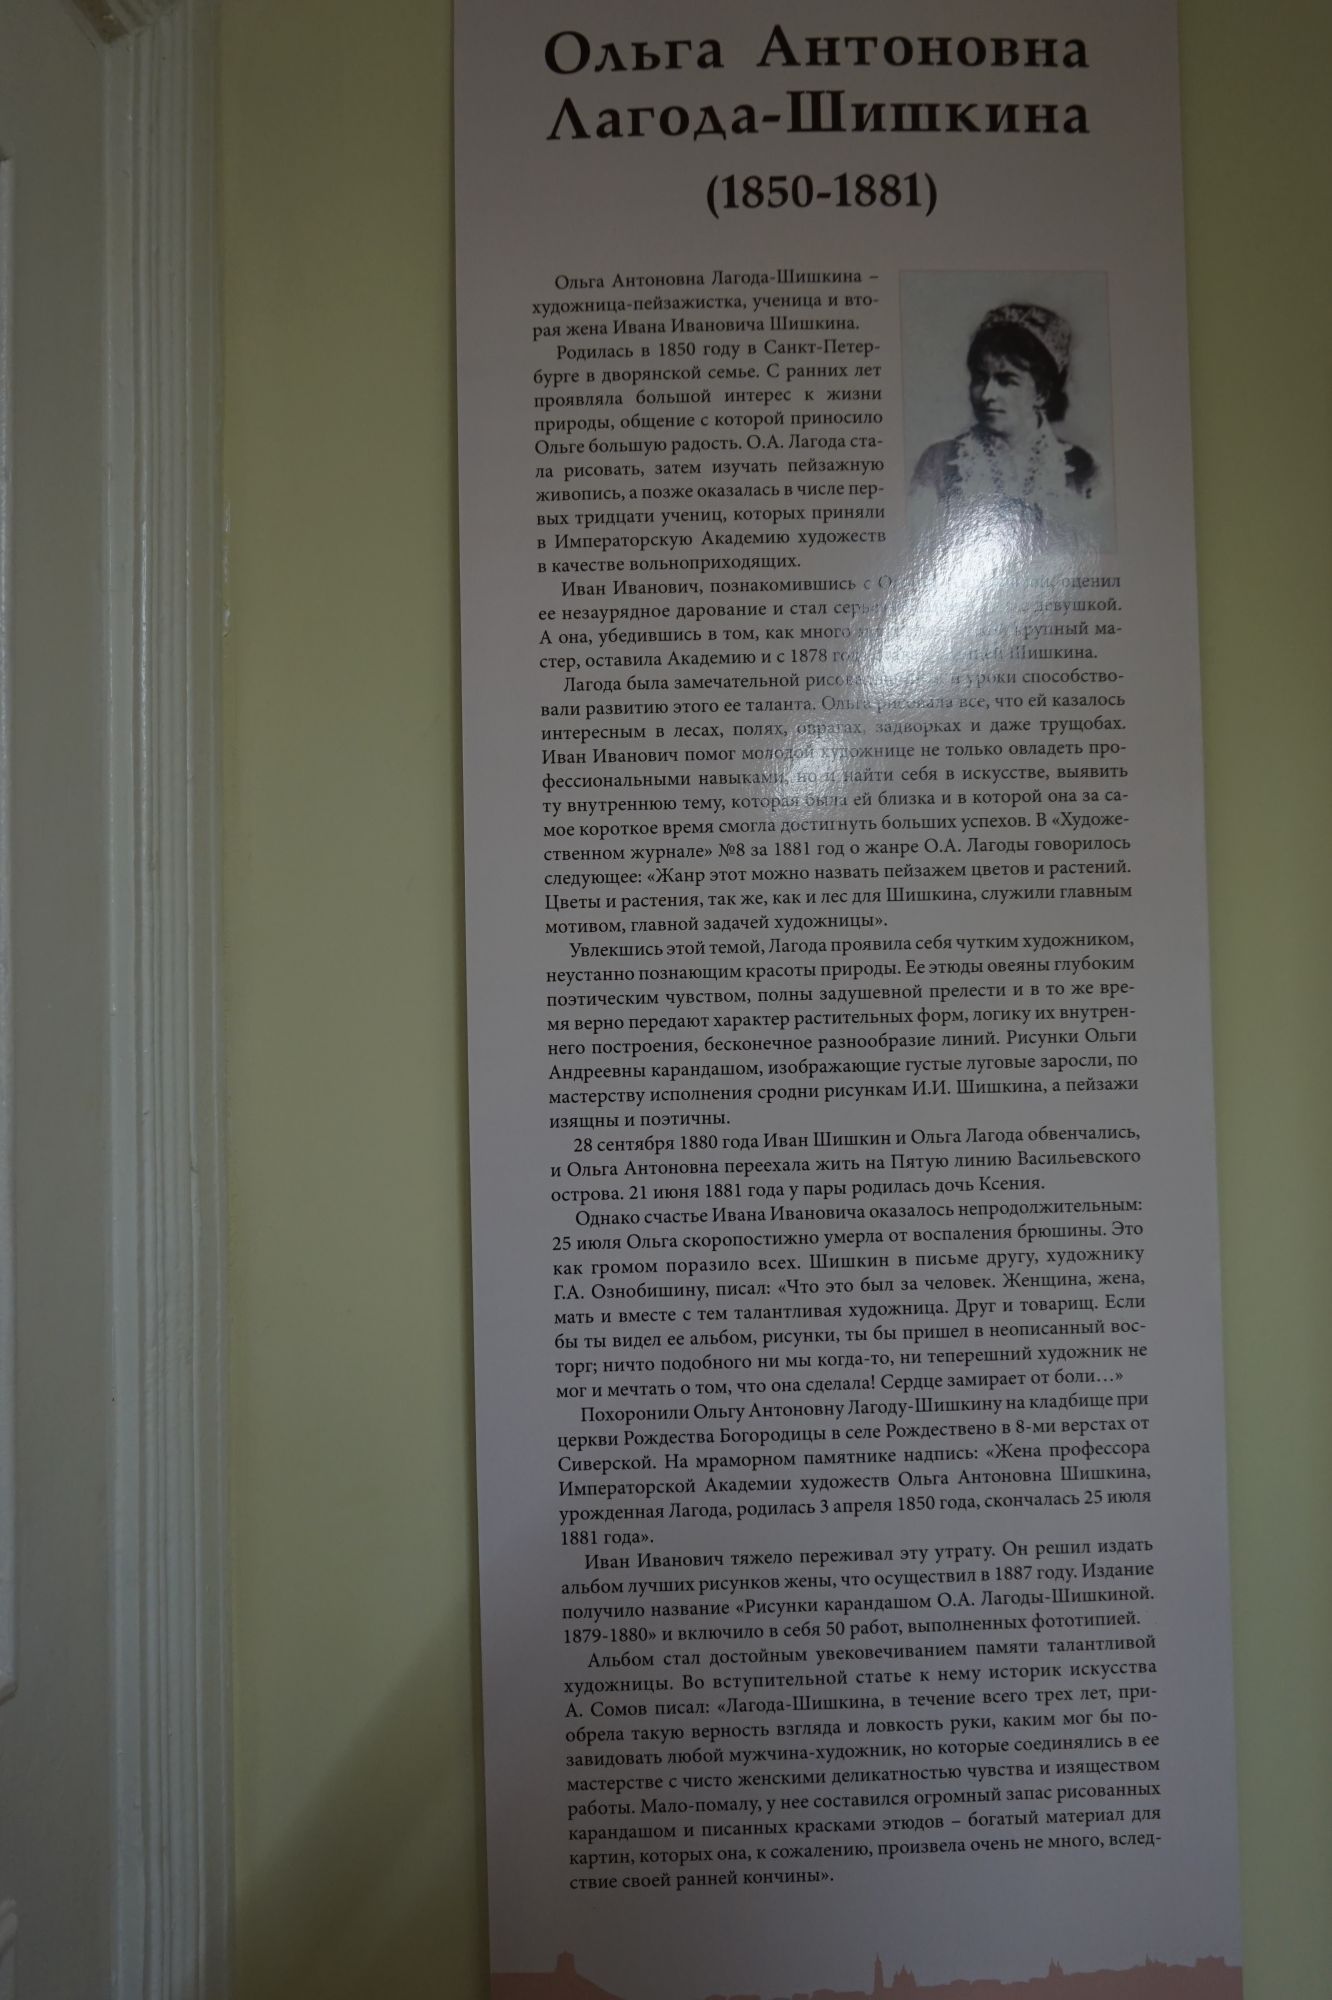 Ольга Антоновна
Лагода-Шишкина
(1850-1881)
Ольга Антоновна Лагода-Шишкина –
художница-пейзажистка, ученица и вто-
рая жена Ивана Ивановича Шишкина.
Родилась в 1850 году в Санкт-Петер-
бурге в дворянской семье. С ранних лет
проявляла большой интерес к жизни
природы, общение с которой приносило
Ольге большую радость. О.А. Лагода ста-
ла рисовать, затем изучать пейзажную
живопись, а позже оказалась в числе пер-
вых тридцати учениц, которых приняли
в Императорскую Академию художеств
в качестве вольноприходящих.
Иван Иванович, познакомившись с оценил
ее незаурядное дарование и стал девушкой.
А она, убедившись в том, как много крупный ма-
стер, оставила Академию и с 1878 Шишкина.
Лагода была замечательной и уроки способство-
вали развитию этого ее таланта. Ольга рисовала все, что ей казалось
интересным в лесах, полях, оврагах, задворках и даже трущобах.
Иван Иванович помог молодой художнице не только овладеть про-
фессиональными навыками, но и найти себя в искусстве, выявить
ту внутреннюю тему, которая была ей близка и в которой она за са-
мое короткое время смогла достигнуть больших успехов. В «Художе-
ственном журнале» №8 за 1881 год о жанре О.А. Лагоды говорилось
следующее: «Жанр этот можно назвать пейзажем цветов и растений.
Цветы и растения, так же, как и лес для Шишкина, служили главным
мотивом, главной задачей художницы».
Увлекшись этой темой, Лагода проявила себя чутким художником,
неустанно познающим красоты природы. Ее этюды овеяны глубоким
поэтическим чувством, полны задушевной прелести и в то же вре-
мя верно передают характер растительных форм, логику их внутрен-
него построения, бесконечное разнообразие линий. Рисунки Ольги
Андреевны карандашом, изображающие густые луговые заросли, по
мастерству исполнения сродни рисункам И.И. Шишкина, а пейзажи
изящны и поэтичны.
28 сентября 1880 года Иван Шишкин и Ольга Лагода обвенчались,
и Ольга Антоновна переехала жить на Пятую линию Васильевского
острова. 21 июня 1881 года у пары родилась дочь Ксения.
Однако счастье Ивана Ивановича оказалось непродолжительным:
25 июля Ольга скоропостижно умерла от воспаления брюшины. Это
как громом поразило всех. Шишкин в письме другу, художнику
Г.А. Ознобишину, писал: «Что это был за человек. Женщина, жена,
мать и вместе с тем талантливая художница. Друг и товарищ. Если
бы ты видел ее альбом, рисунки, ты бы пришел в неописанный вос-
торг; ничто подобного ни мы когда-то, ни теперешний художник не
мог и мечтать о том, что она сделала! Сердце замирает от боли…»
Похоронили Ольгу Антоновну Лагоду-Шишкину на кладбище при
церкви Рождества Богородицы в селе Рождествено в 8-ми верстах от
Сиверской. На мраморном памятнике надпись: «Жена профессора
Императорской Академии художеств Ольга Антоновна Шишкина,
урожденная Лагода, родилась 3 апреля 1850 года, скончалась 25 июля
1881 года».
Иван Иванович тяжело переживал эту утрату. Он решил издать
альбом лучших рисунков жены, что осуществил в 1887 году. Издание
получило название «Рисунки карандашом О.А. Лагоды-Шишкиной.
1879-1880» и включило в себя 50 работ, выполненных фототипией.
Альбом стал достойным увековечиванием памяти талантливой
художницы. Во вступительной статье к нему историк искусства
А. Сомов писал: «Лагода-Шишкина, в течение всего трех лет, при-
обрела такую верность взгляда и ловкость руки, каким мог бы по-
завидовать любой мужчина-художник, но которые соединялись в ее
мастерстве с чисто женскими деликатностью чувства и изяществом
работы. Мало-помалу, у нее составился огромный запас рисованных
карандашом и писанных красками этюдов – богатый материал для
картин, которых она, к сожалению, произвела очень не много, вслед-
ствие своей ранней кончины».